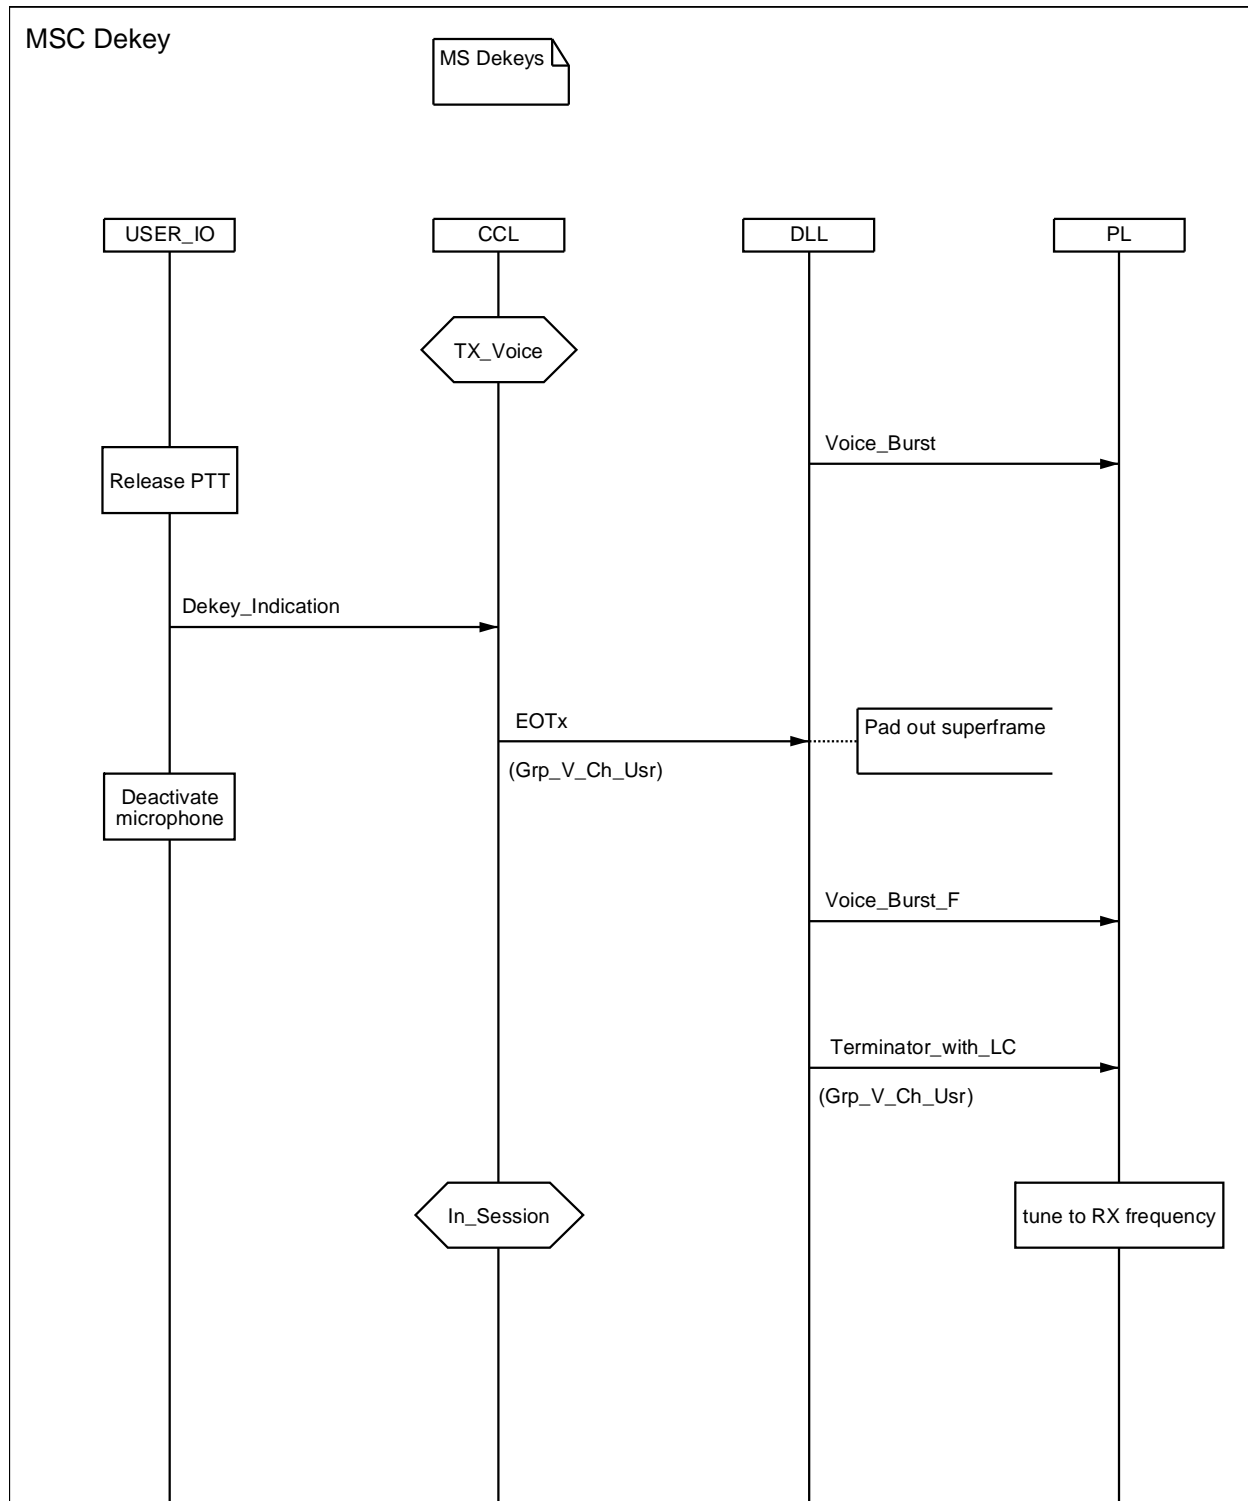 MSC Dekey
MS Dekeys
USER_IO
CCL
DLL
PL
TX_Voice
Voice_Burst
Release PTT
Dekey_Indication
EOTx
(Grp_V_Ch_Usr)
Pad out superframe
Deactivate
microphone
Voice_Burst_F
Terminator_with_LC
(Grp_V_Ch_Usr)
In_Session
tune to RX frequency